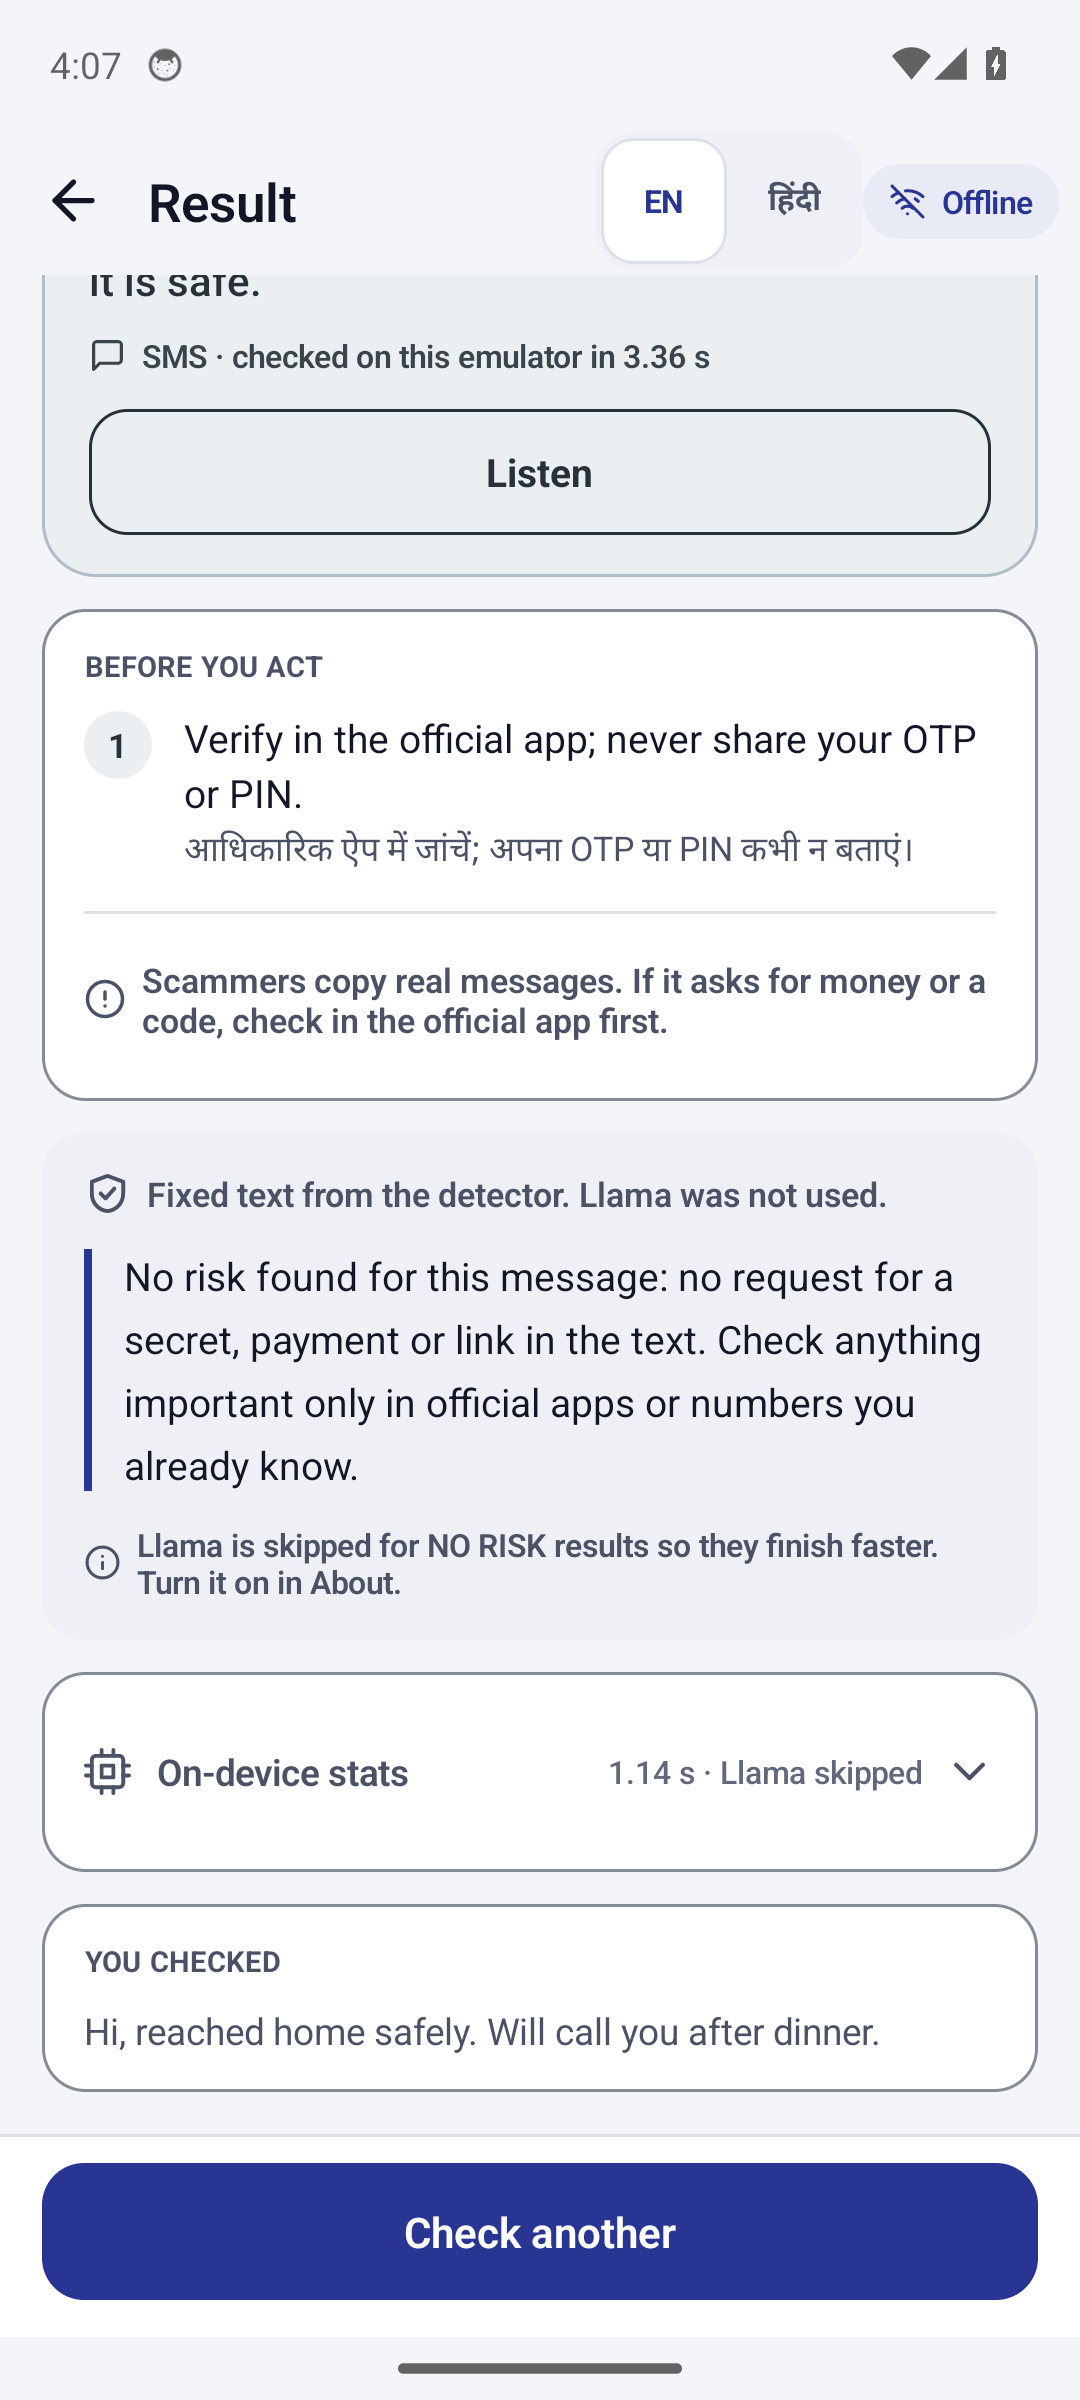 4:07
Result
EN
हिंदी
Offline
it is safe.
SMS · checked on this emulator in 3.36 s
Listen
BEFORE YOU ACT
1
Verify in the official app; never share your OTP
or PIN.
आधिकारिक ऐप में जांचें; अपना OTP या PIN कभी न बताएं।
Scammers copy real messages. If it asks for money or a
code, check in the official app first.
Fixed text from the detector. Llama was not used.
No risk found for this message: no request for a
secret, payment or link in the text. Check anything
important only in official apps or numbers you
already know.
Llama is skipped for NO RISK results so they finish faster.
Turn it on in About.
On-device stats
1.14 s · Llama skipped
YOU CHECKED
Hi, reached home safely. Will call you after dinner.
Check another